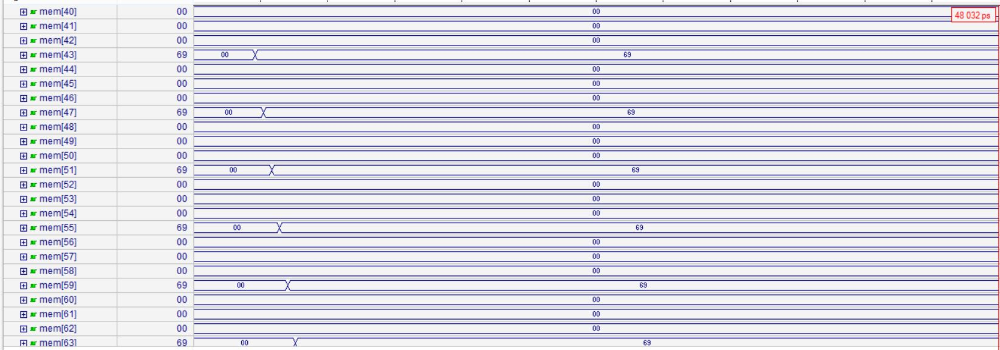 mem[40] 00 00 48 032 ps
mem[41] 00 00
mem[42] 00 00
mem[43] 69 00 69
mem[44] 00 00
mem[45] 00 00
mem[46] 00 00
mem[47] 69 00 69
mem[48] 00 00
mem[49] 00 00
mem[50] 00 00
mem[51] 69 00 69
mem[52] 00 00
mem[53] 00 00
mem[54] 00 00
mem[55] 69 00 69
mem[56] 00 00
mem[57] 00 00
mem[58] 00 00
mem[59] 69 00 69
mem[60] 00 00
mem[61] 00 00
mem[62] 00 00
mem[63] 69 00 69